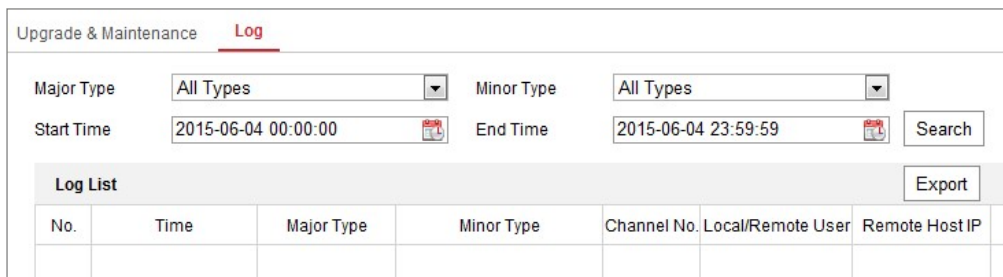 Upgrade & Maintenance Log
Major Type All Types Minor Type All Types
Start Time 2015-06-04 00:00:00 End Time 2015-06-04 23:59:59 Search
Log List Export
No. Time Major Type Minor Type Channel No. Local/Remote User Remote Host IP